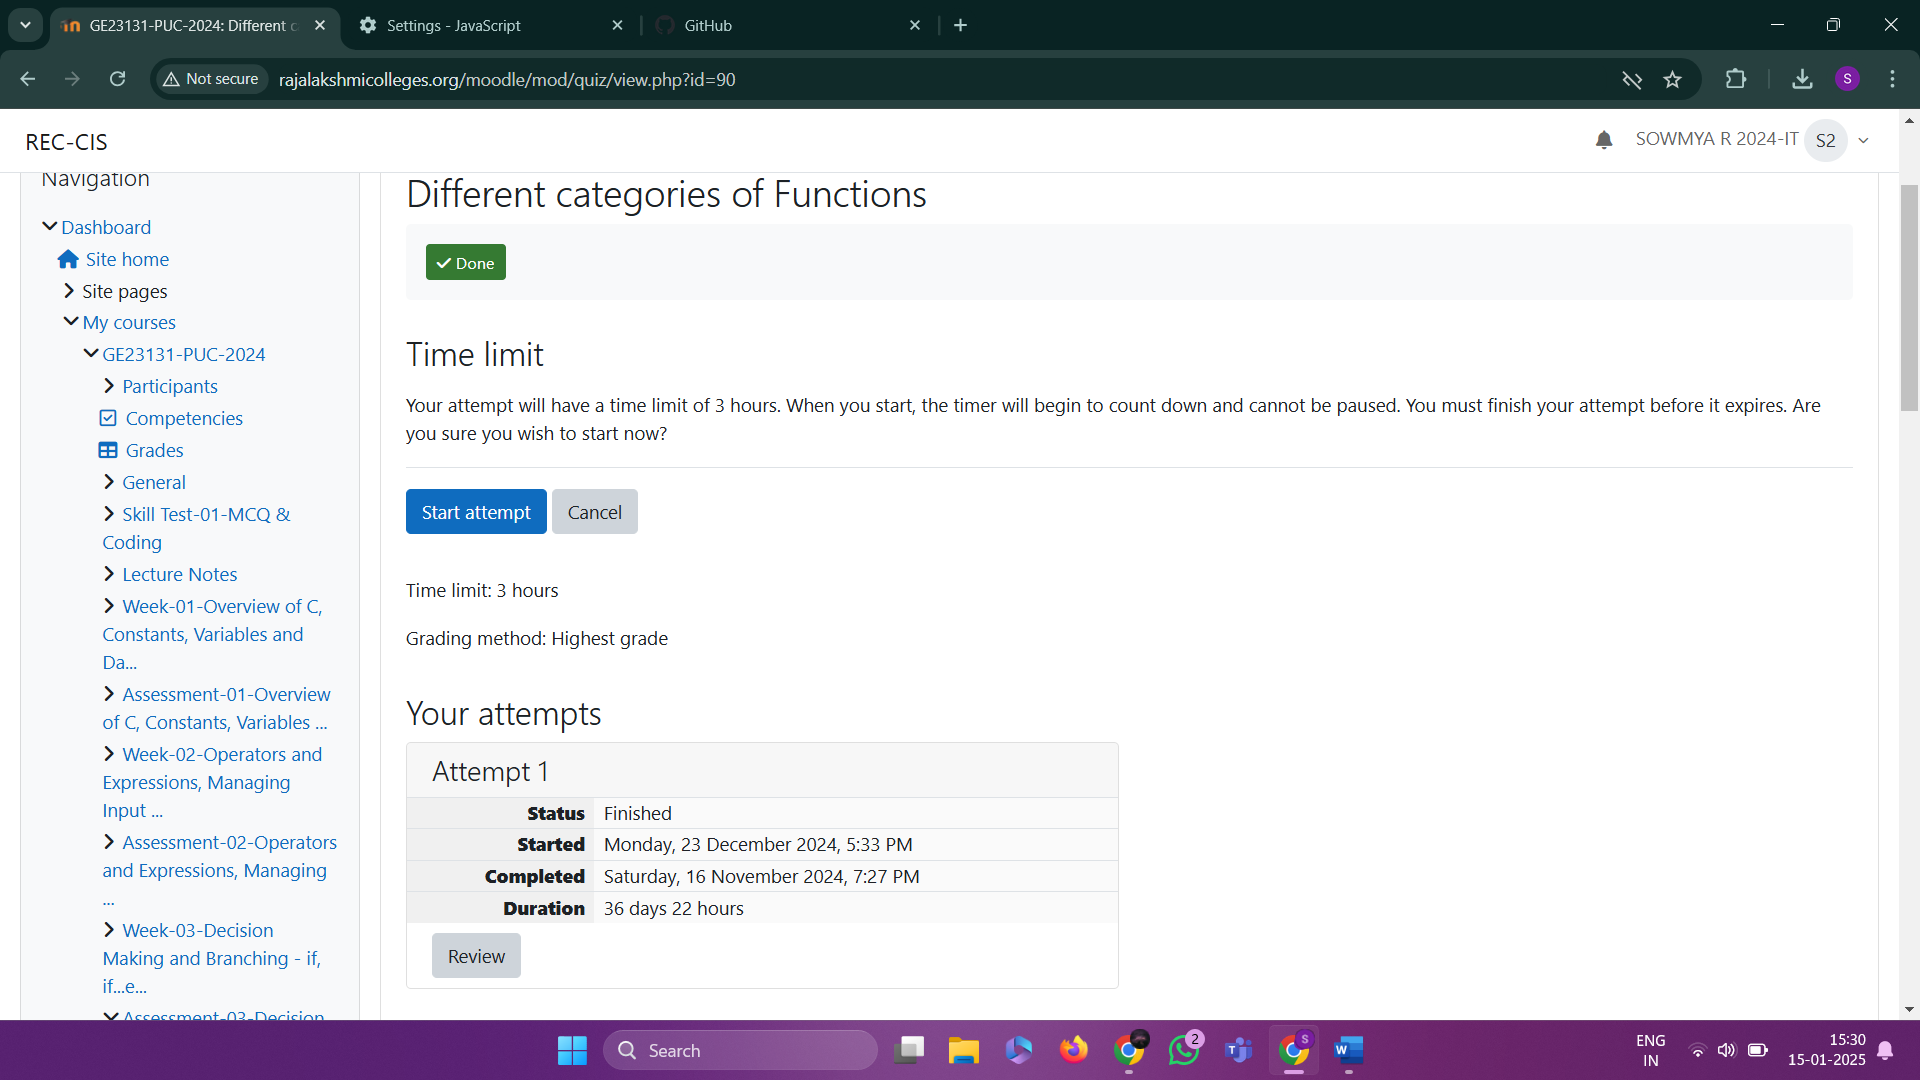 GE23131-PUC-2024: Different c
Settings - JavaScript
GitHub
Not secure
rajalakshmicolleges.org/moodle/mod/quiz/view.php?id=90
S
REC-CIS
SOWMYA R 2024-IT
S2
Navigation
Dashboard
Site home
Site pages
My courses
GE23131-PUC-2024
Participants
Competencies
Grades
General
Skill Test-01-MCQ &
Coding
Lecture Notes
Week-01-Overview of C,
Constants, Variables and
Da...
Assessment-01-Overview
of C, Constants, Variables ...
Week-02-Operators and
Expressions, Managing
Input ...
Assessment-02-Operators
and Expressions, Managing
...
Week-03-Decision
Making and Branching - if,
if...e...
Assessment-03-Decision
Different categories of Functions
Done
Time limit
Your attempt will have a time limit of 3 hours. When you start, the timer will begin to count down and cannot be paused. You must finish your attempt before it expires. Are
you sure you wish to start now?
Start attempt
Cancel
Time limit: 3 hours
Grading method: Highest grade
Your attempts
Attempt 1
Status Finished
Started Monday, 23 December 2024, 5:33 PM
Completed Saturday, 16 November 2024, 7:27 PM
Duration 36 days 22 hours
Review
Search
2
T
S
W
ENG
IN
15:30
15-01-2025